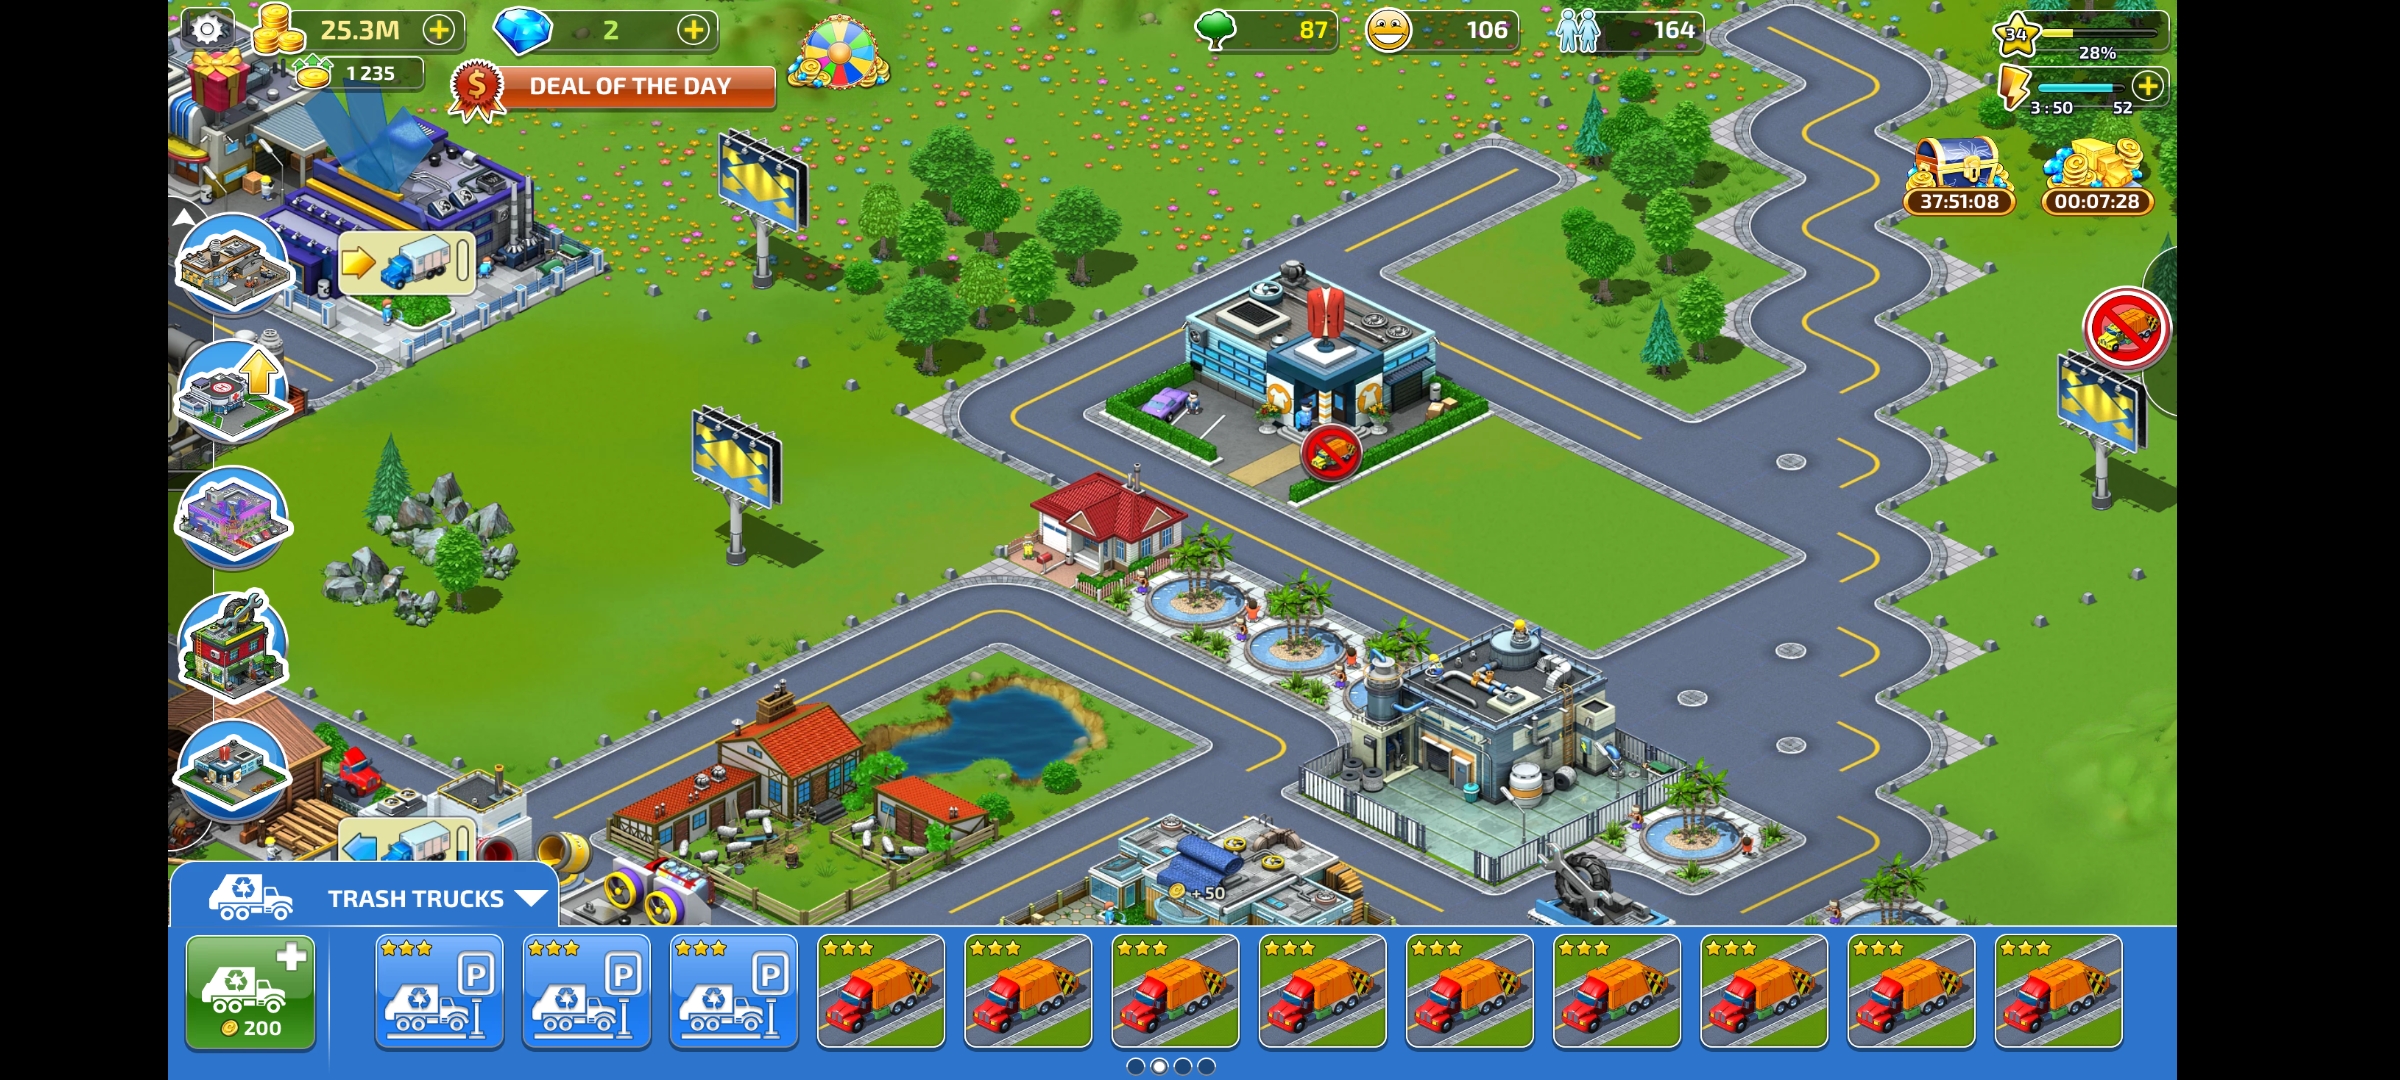 25.3M
2
87
106
164
34
28%
1 235
DEAL OF THE DAY
3 : 50
52
37:51:08
00:07:28
+ 50
TRASH TRUCKS
P
P
P
200